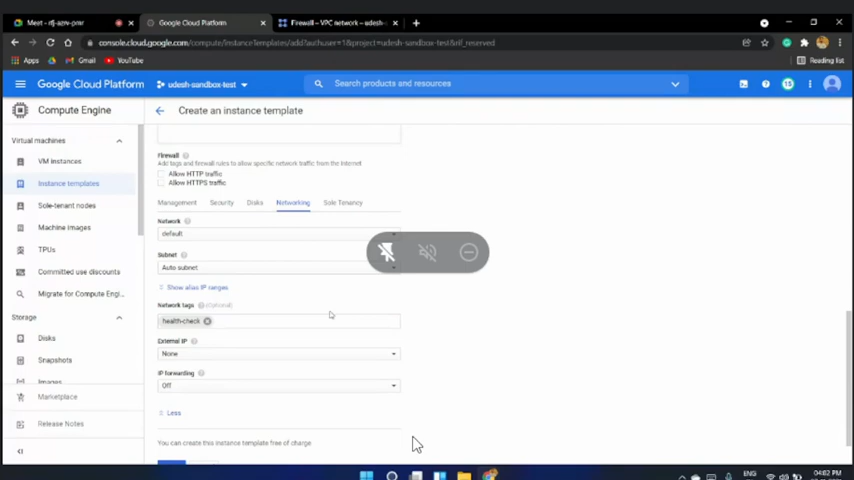 Meet - rfj-azrv-pmr
Google Cloud Platform
Firewall – VPC network – udesh-
console.cloud.google.com/compute/instanceTemplates/add?authuser=1&project=udesh-sandbox-test&rif_reserved
Apps
Gmail
YouTube
Reading list
Google Cloud Platform
udesh-sandbox-test
Search products and resources
15
Compute Engine
Create an instance template
Virtual machines
VM instances
Instance templates
Sole-tenant nodes
Machine images
TPUs
Committed use discounts
Migrate for Compute Engi...
Storage
Disks
Snapshots
Images
Marketplace
Release Notes
Firewall
Add tags and firewall rules to allow specific network traffic from the Internet
Allow HTTP traffic
Allow HTTPS traffic
Management Security Disks Networking Sole Tenancy
Network
default
Subnet
Auto subnet
Show alias IP ranges
Network tags (Optional)
health-check
External IP
None
IP forwarding
Off
Less
You can create this instance template free of charge
ENG
04:02 PM